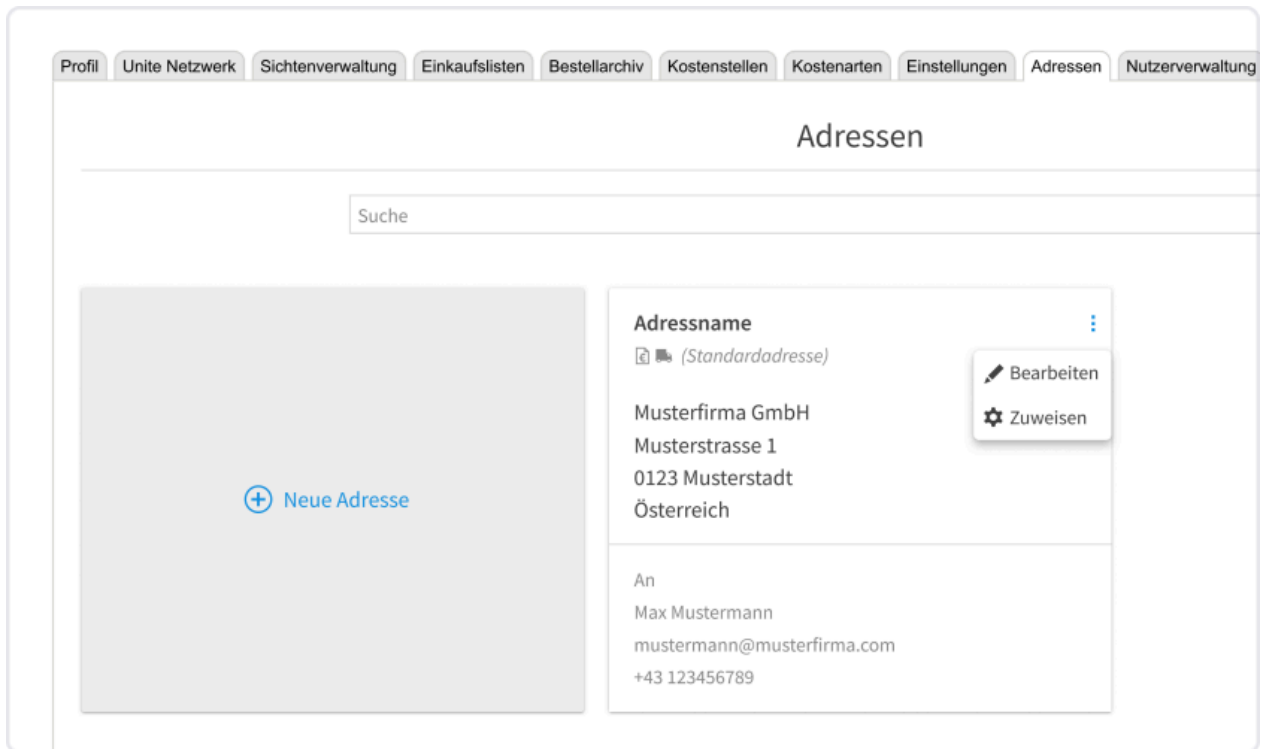 Profil Unite Netzwerk Sichtenverwaltung Einkaufslisten Bestellarchiv Kostenstellen Kostenarten Einstellungen Adressen Nutzerverwaltung
Adressen
Suche
Neue Adresse
Adressname
(Standardadresse)
Bearbeiten
Zuweisen
Musterfirma GmbH
Musterstrasse 1
0123 Musterstadt
Österreich
An
Max Mustermann
mustermann@musterfirma.com
+43 123456789